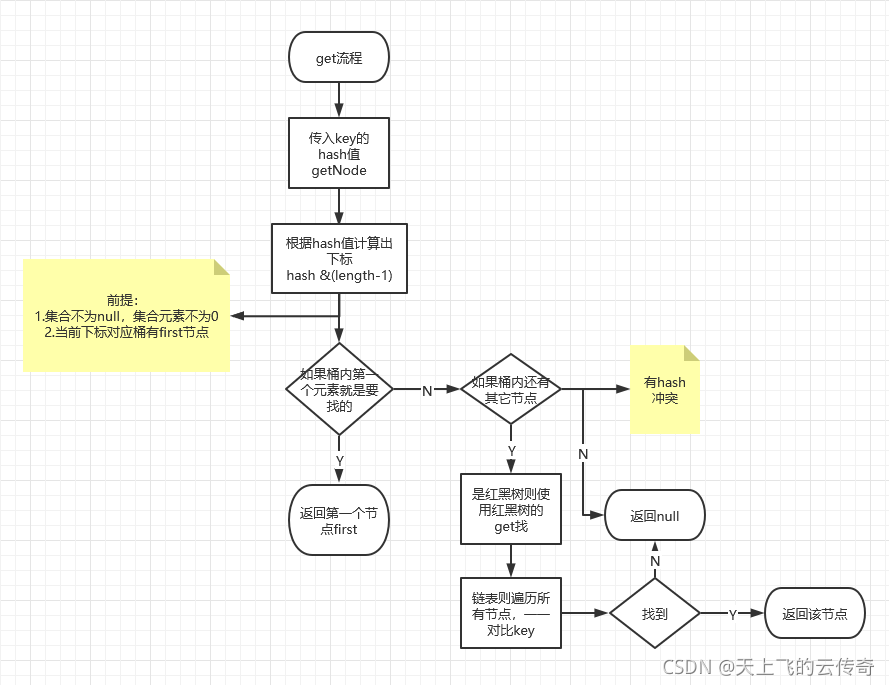 get流程
传入key的
hash值
getNode
根据hash值计算出
下标
hash &(length-1)
前提：
1.集合不为null，集合元素不为0
2.当前下标对应桶有first节点
如果桶内第一
个元素就是要
找的
N
如果桶内还有
其它节点
有hash
冲突
Y
Y
N
返回第一个节
点first
是红黑树则使
用红黑树的
get找
返回null
N
链表则遍历所
有节点，一一
对比key
找到
Y
返回该节点
CSDN @天上飞的云传奇